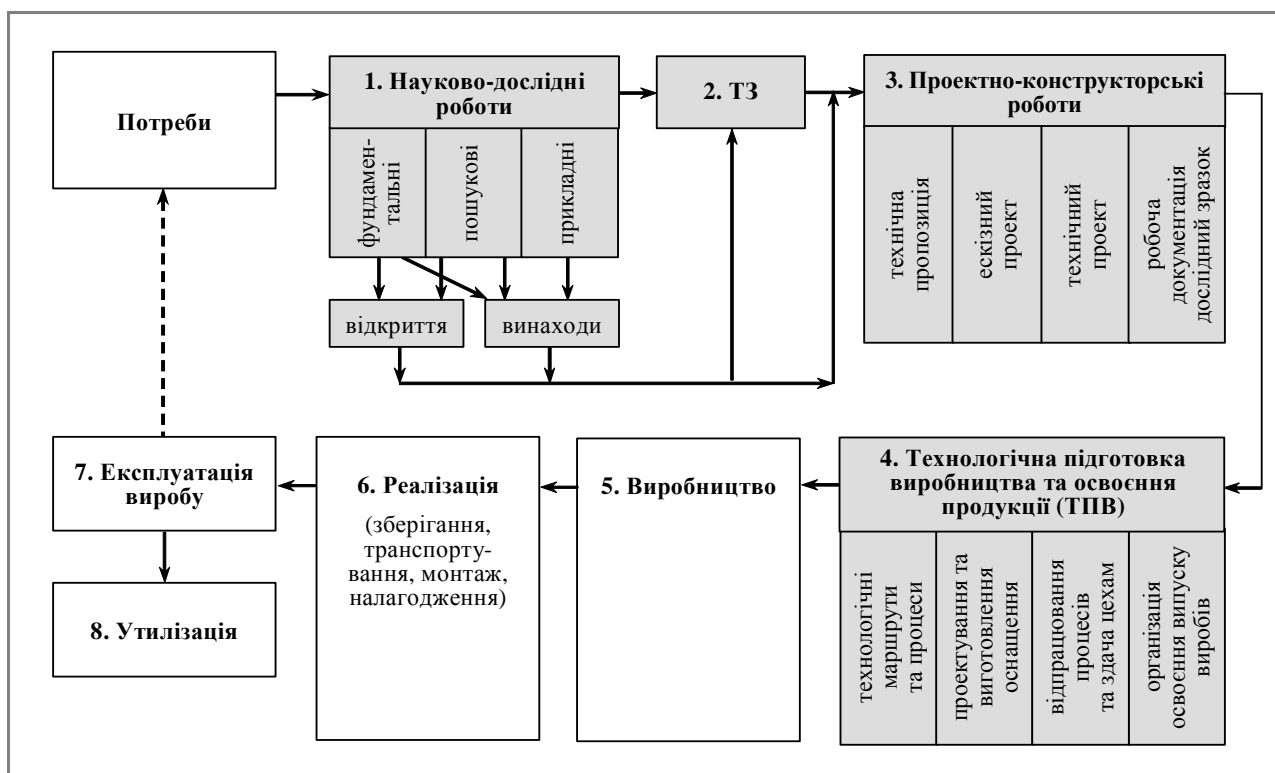 Потреби
1. Науково-дослідні
роботи
фундамен-
тальні
пошукові
прикладні
відкриття
винаходи
2. ТЗ
3. Проектно-конструкторські
роботи
технічна
пропозиція
ескізний
проект
технічний
проект
робоча
документація
дослідний зразок
4. Технологічна підготовка
виробництва та освоєння
продукції (ТПВ)
технологічні
маршрути
та процеси
проектування та
виготовлення
оснащення
відпрацювання
процесів
та здача цехам
організація
освоєння випуску
виробів
5. Виробництво
6. Реалізація
(зберігання,
транспорту-
вання, монтаж,
налагодження)
7. Експлуатація
виробу
8. Утилізація